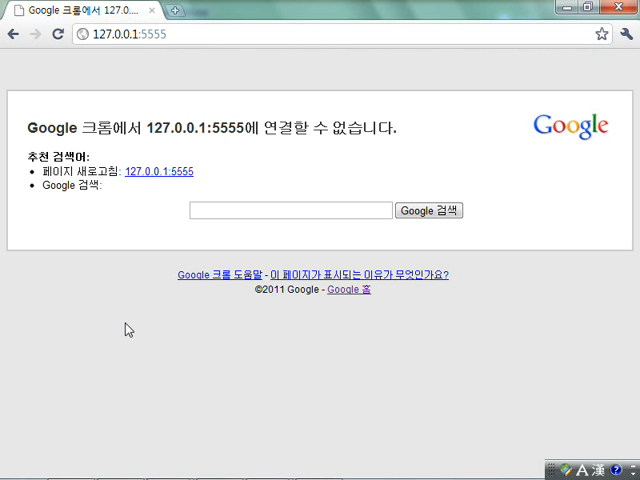 Google 크롬에서 127.0....
127.0.0.1:5555
Google 크롬에서 127.0.0.1:5555에 연결할 수 없습니다.
Google
추천 검색어:
페이지 새로고침: 127.0.0.1:5555
Google 검색:
Google 검색
Google 크롬 도움말 - 이 페이지가 표시되는 이유가 무엇인가요?
©2011 Google - Google 홈
A 漢